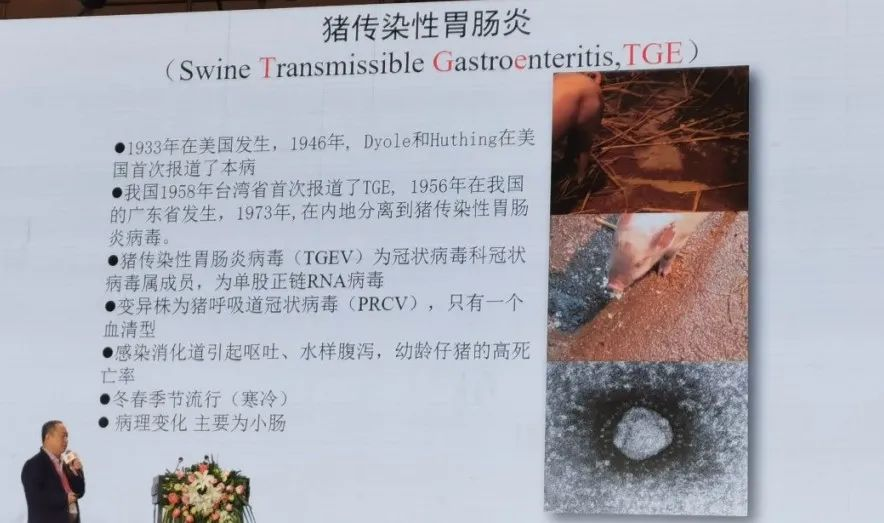 猪传染性胃肠炎
（Swine Transmissible Gastroenteritis,TGE）
●1933年在美国发生，1946年, Dyole和Huthing在美
国首次报道了本病
●我国1958年台湾省首次报道了TGE, 1956年在我国
的广东省发生，1973年,在内地分离到猪传染性胃肠
炎病毒。
●猪传染性胃肠炎病毒（TGEV）为冠状病毒科冠状
病毒属成员，为单股正链RNA病毒
●变异株为猪呼吸道冠状病毒（PRCV），只有一个
血清型
●感染消化道引起呕吐、水样腹泻，幼龄仔猪的高死
亡率
●冬春季节流行（寒冷）
● 病理变化 主要为小肠